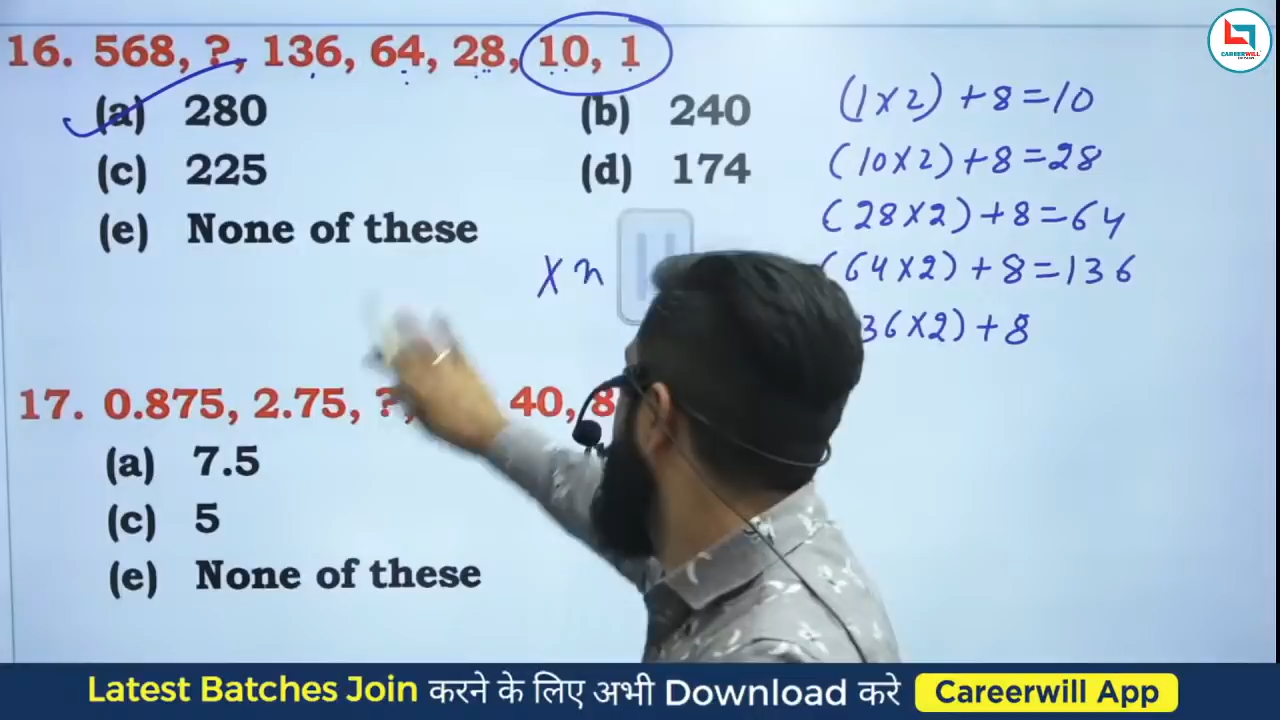 16. 568, ?, 136, 64, 28, 10, 1
(a) 280
(b) 240
(c) 225
(d) 174
(e) None of these
(1×2) +8=10
(10×2) +8=28
(28×2) +8=64
(64×2) +8=136
36×2) +8
×n
17. 0.875, 2.75, ?, 40, 8
(a) 7.5
(c) 5
(e) None of these
CAREERWILL
Latest Batches Join करने के लिए अभी Download करे Careerwill App